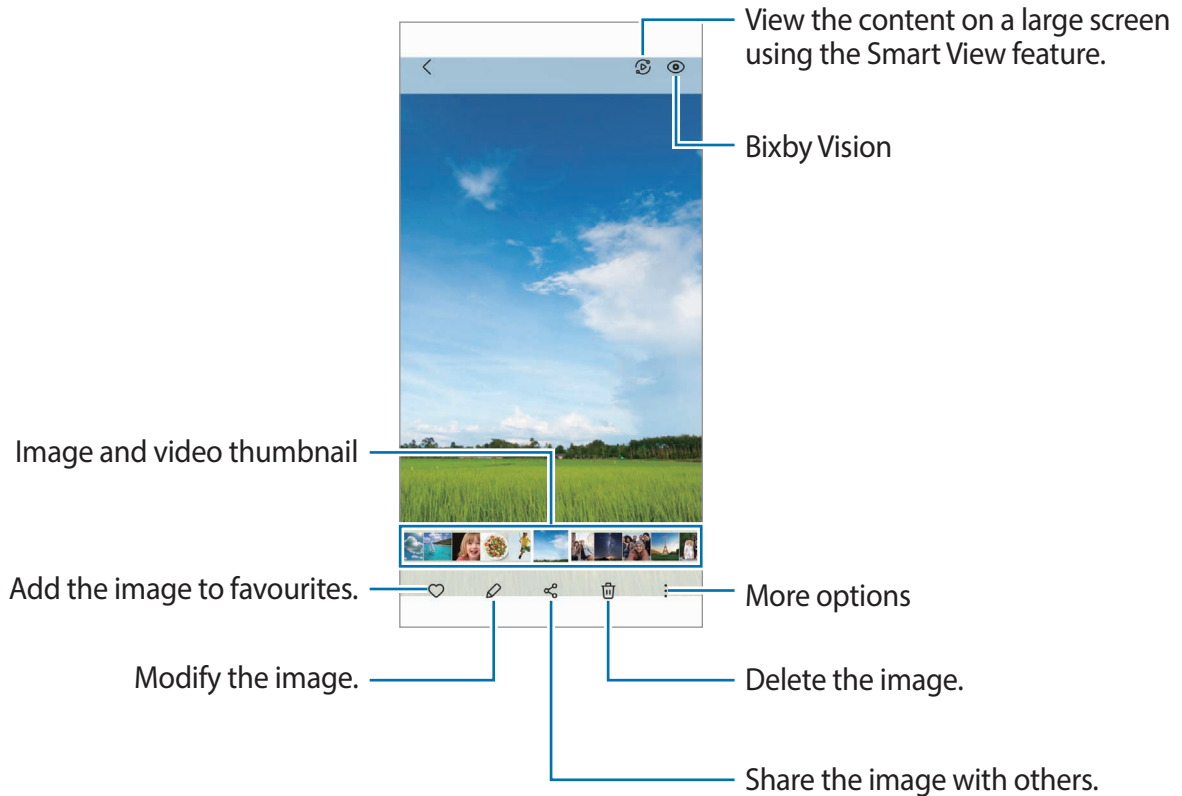 View the content on a large screen
using the Smart View feature.
Bixby Vision
Image and video thumbnail
Add the image to favourites.
More options
Modify the image.
Delete the image.
Share the image with others.